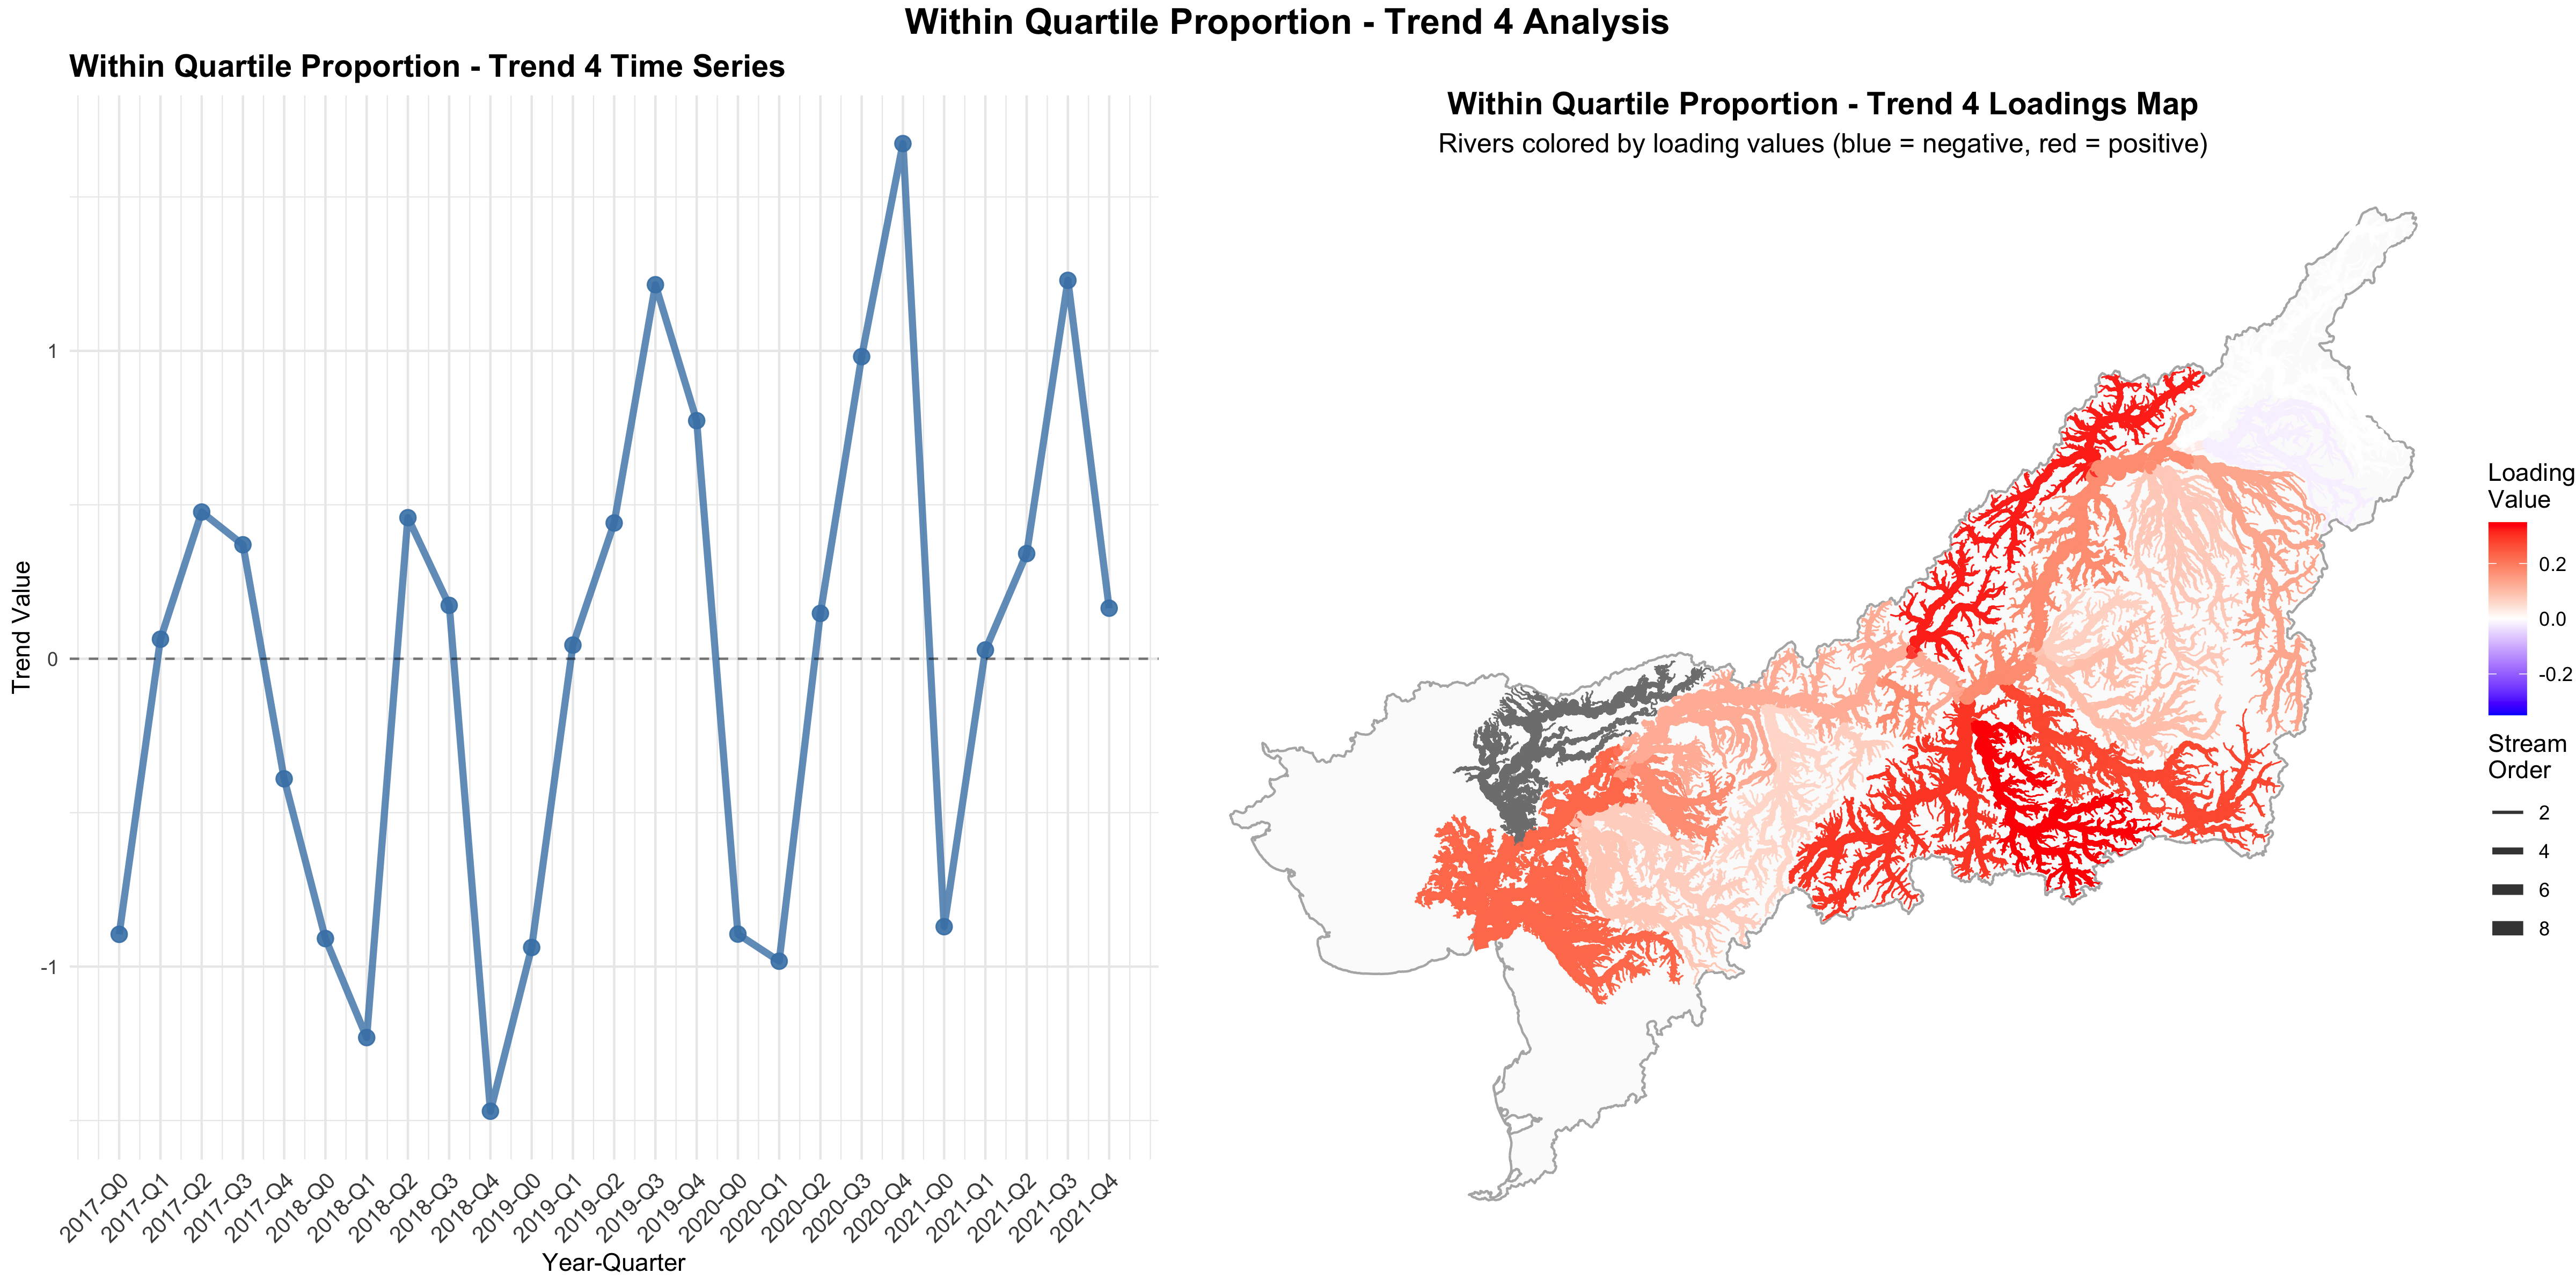 Within Quartile Proportion - Trend 4 Analysis
Within Quartile Proportion - Trend 4 Time Series
Trend Value
1
0
-1
2017-Q0
2017-Q1
2017-Q2
2017-Q3
2017-Q4
2018-Q0
2018-Q1
2018-Q2
2018-Q3
2018-Q4
2019-Q0
2019-Q1
2019-Q2
2019-Q3
2019-Q4
2020-Q0
2020-Q1
2020-Q2
2020-Q3
2020-Q4
2021-Q0
2021-Q1
2021-Q2
2021-Q3
2021-Q4
Year-Quarter
Within Quartile Proportion - Trend 4 Loadings Map
Rivers colored by loading values (blue = negative, red = positive)
Loading
Value
0.2
0.0
-0.2
Stream
Order
2
4
6
8